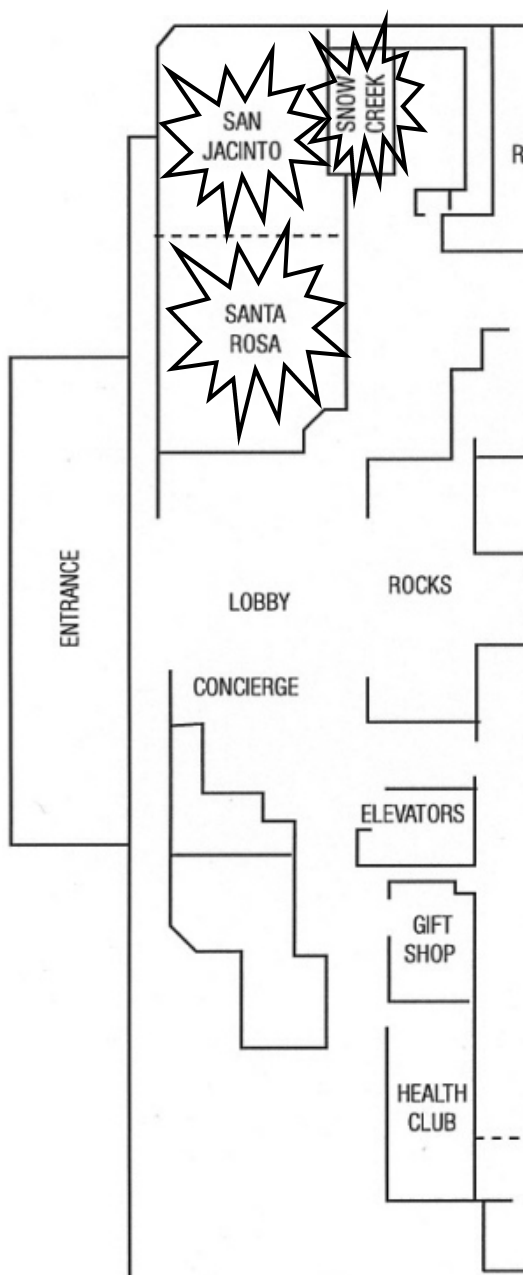 SAN
JACINTO
SNOW
CREEK
R
SANTA
ROSA
ENTRANCE
LOBBY
ROCKS
CONCIERGE
ELEVATORS
GIFT
SHOP
HEALTH
CLUB